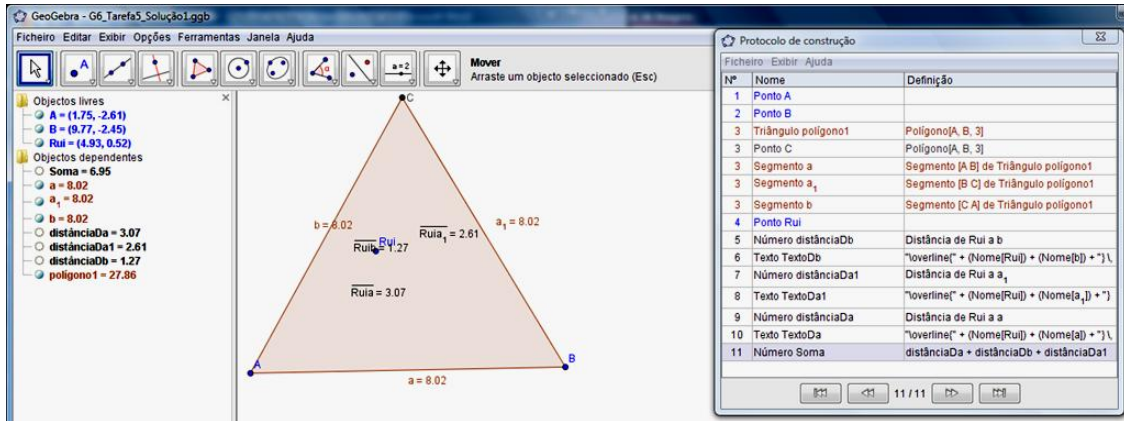 GeoGebra - G6_Tarefa5_Solução1.ggb
Ficheiro Editar Exibir Opções Ferramentas Janela Ajuda
A
a=2
Mover
Arraste um objecto seleccionado (Esc)
Objectos livres
A = (1.75, -2.61)
B = (9.77, -2.45)
Rui = (4.93, 0.52)
Objectos dependentes
Soma = 6.95
a = 8.02
a₁ = 8.02
b = 8.02
distânciaDa = 3.07
distânciaDa1 = 2.61
distânciaDb = 1.27
polígono1 = 27.86
C
b = 8.02
a₁ = 8.02
Ruia₁ = 2.61
Rui
Ruib = 1.27
Ruia = 3.07
A
B
a = 8.02
Protocolo de construção
Ficheiro Exibir Ajuda
Nº Nome Definição
1 Ponto A
2 Ponto B
3 Triângulo polígono1 Polígono[A, B, 3]
3 Ponto C Polígono[A, B, 3]
3 Segmento a Segmento [A B] de Triângulo polígono1
3 Segmento a₁ Segmento [B C] de Triângulo polígono1
3 Segmento b Segmento [C A] de Triângulo polígono1
4 Ponto Rui
5 Número distânciaDb Distância de Rui a b
6 Texto TextoDb "\overline{" + (Nome[Rui]) + (Nome[b]) + "} \,
7 Número distânciaDa1 Distância de Rui a a₁
8 Texto TextoDa1 "\overline{" + (Nome[Rui]) + (Nome[a₁]) + "}
9 Número distânciaDa Distância de Rui a a
10 Texto TextoDa "\overline{" + (Nome[Rui]) + (Nome[a]) + "} \,
11 Número Soma distânciaDa + distânciaDb + distânciaDa1
11 / 11